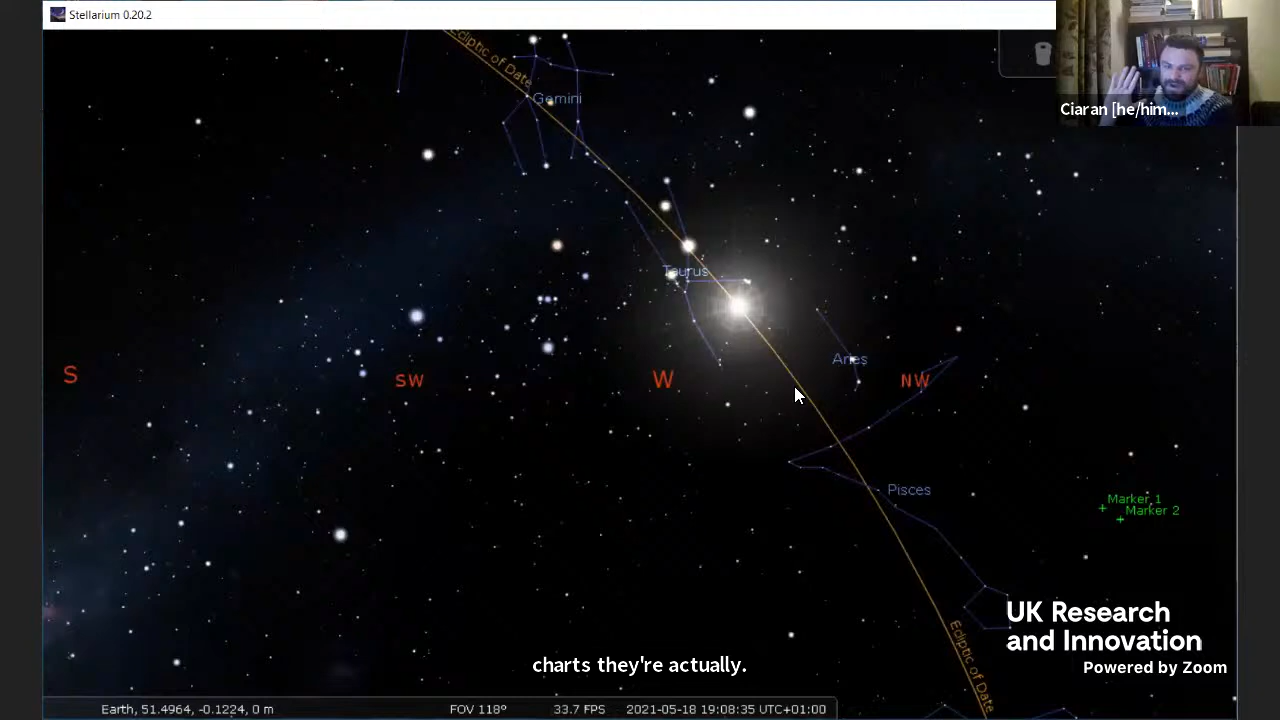 Stellarium 0.20.2
Ciaran [he/him...
Ecliptic of Date
Gemini
Taurus
Aries
S
SW
W
NW
Pisces
Marker 1
Marker 2
Ecliptic of Date
UK Research
and Innovation
Powered by Zoom
charts they're actually.
Earth, 51.4964, -0.1224, 0 m
FOV 118°
33.7 FPS
2021-05-18 19:08:35 UTC+01:00